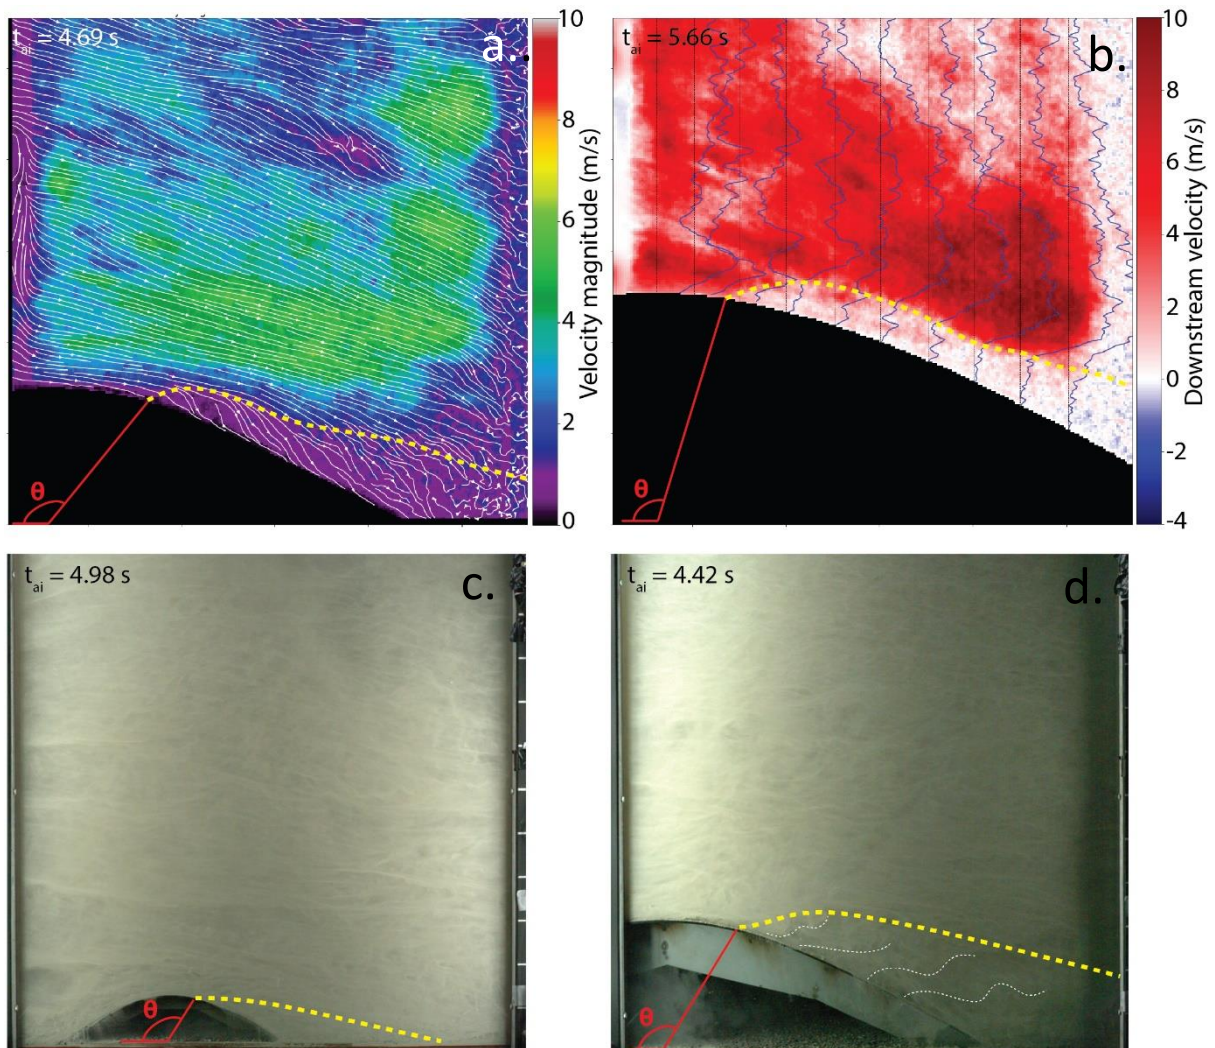 t_ai = 4.69 s
a.
10
8
6
4
2
0
Velocity magnitude (m/s)
θ
t_ai = 5.66 s
b.
10
8
6
4
2
0
-2
-4
Downstream velocity (m/s)
θ
t_ai = 4.98 s
c.
θ
t_ai = 4.42 s
d.
θ